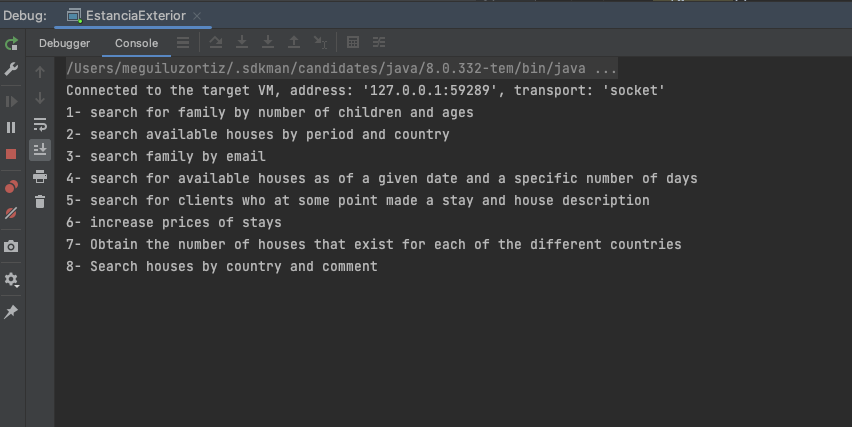 Debug: EstanciaExterior
Debugger Console
/Users/meguiluzortiz/.sdkman/candidates/java/8.0.332-tem/bin/java ...
Connected to the target VM, address: '127.0.0.1:59289', transport: 'socket'
1- search for family by number of children and ages
2- search available houses by period and country
3- search family by email
4- search for available houses as of a given date and a specific number of days
5- search for clients who at some point made a stay and house description
6- increase prices of stays
7- Obtain the number of houses that exist for each of the different countries
8- Search houses by country and comment